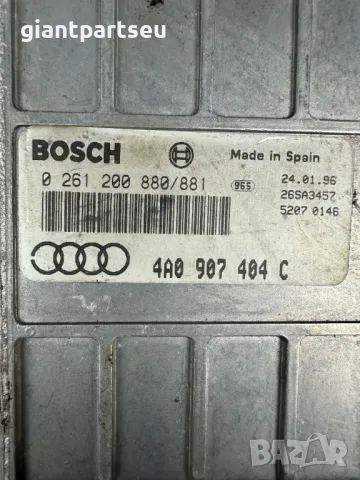 giantpartseu
BOSCH
Made in Spain
0 261 200 880/881
965
24.01.96
26SA3457
5207 0146
4A0 907 404 C
BAZAR